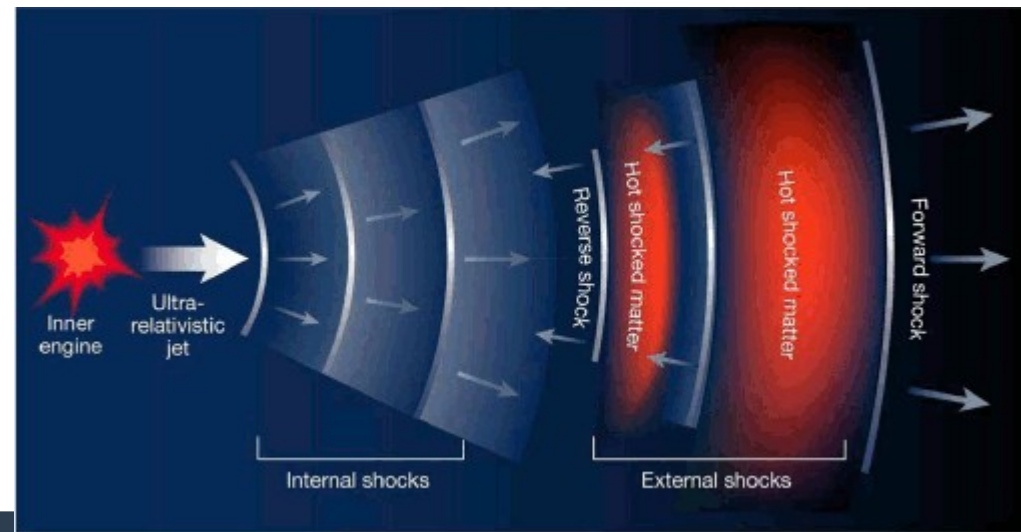 Inner
engine
Ultra-
relativistic
jet
Internal shocks
Reverse shock
Hot shocked matter
Hot shocked matter
Forward shock
External shocks